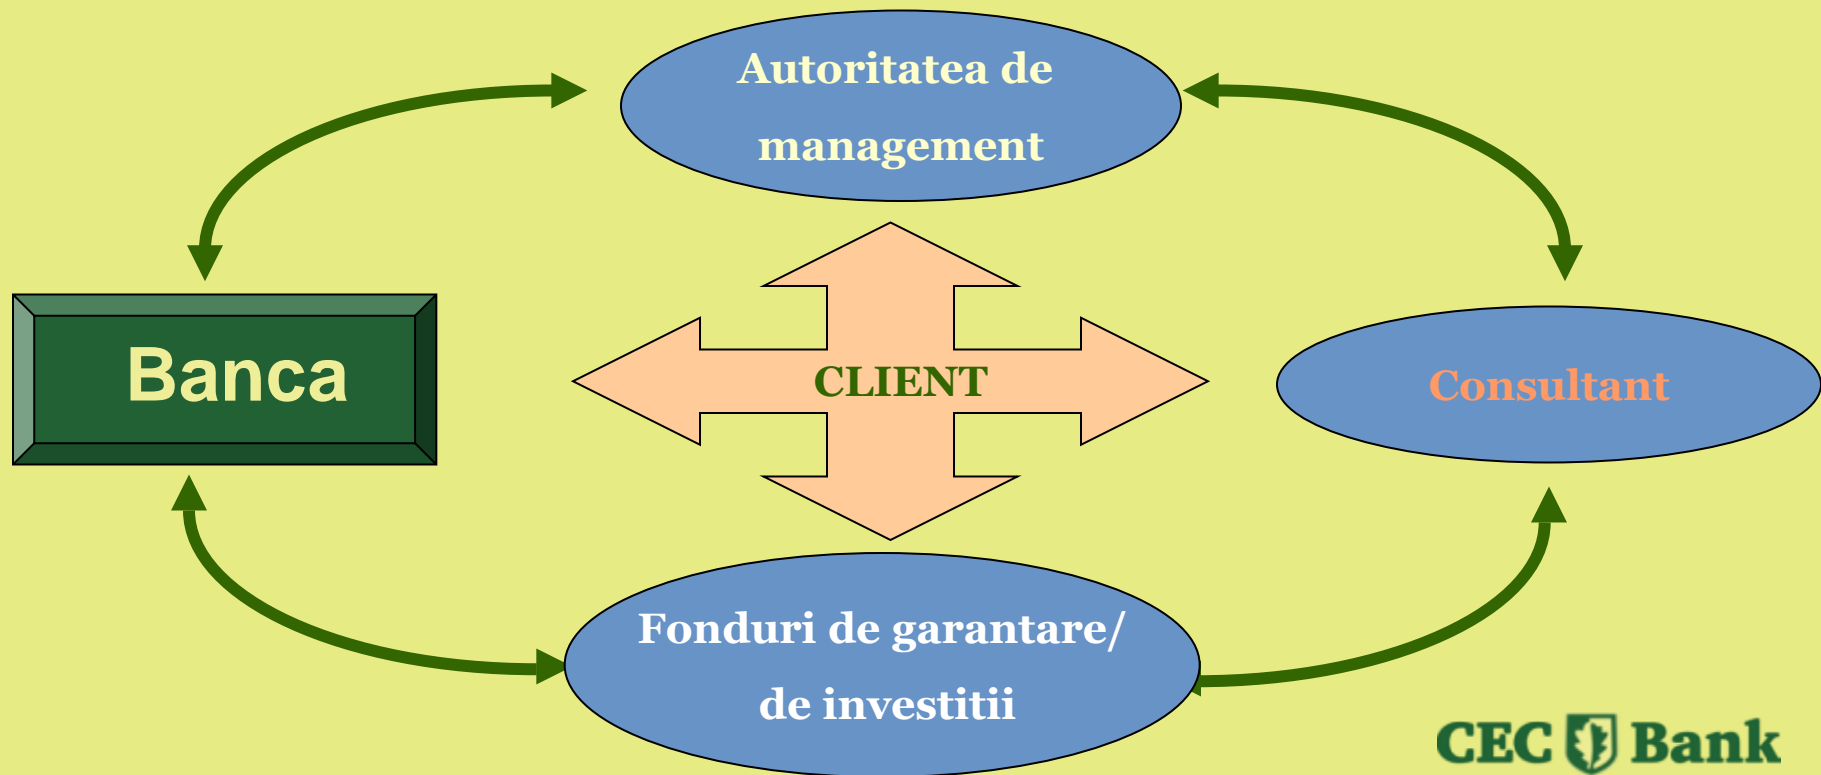 Autoritatea de
management
Banca
CLIENT
Consultant
Fonduri de garantare/
de investitii
CEC Bank